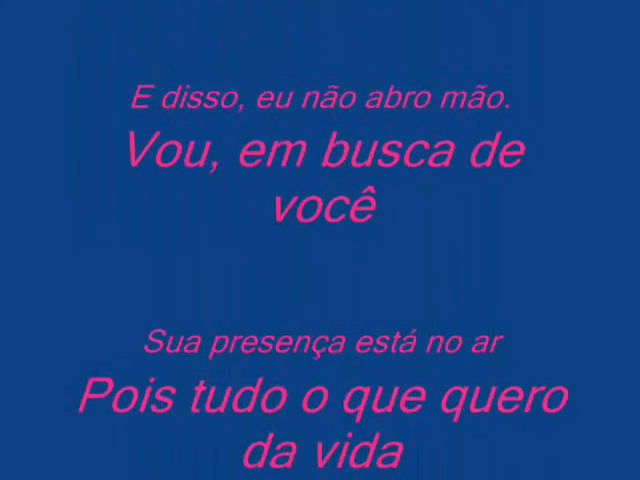 E disso, eu não abro mão.
Vou, em busca de
você
Sua presença está no ar
Pois tudo o que quero
da vida